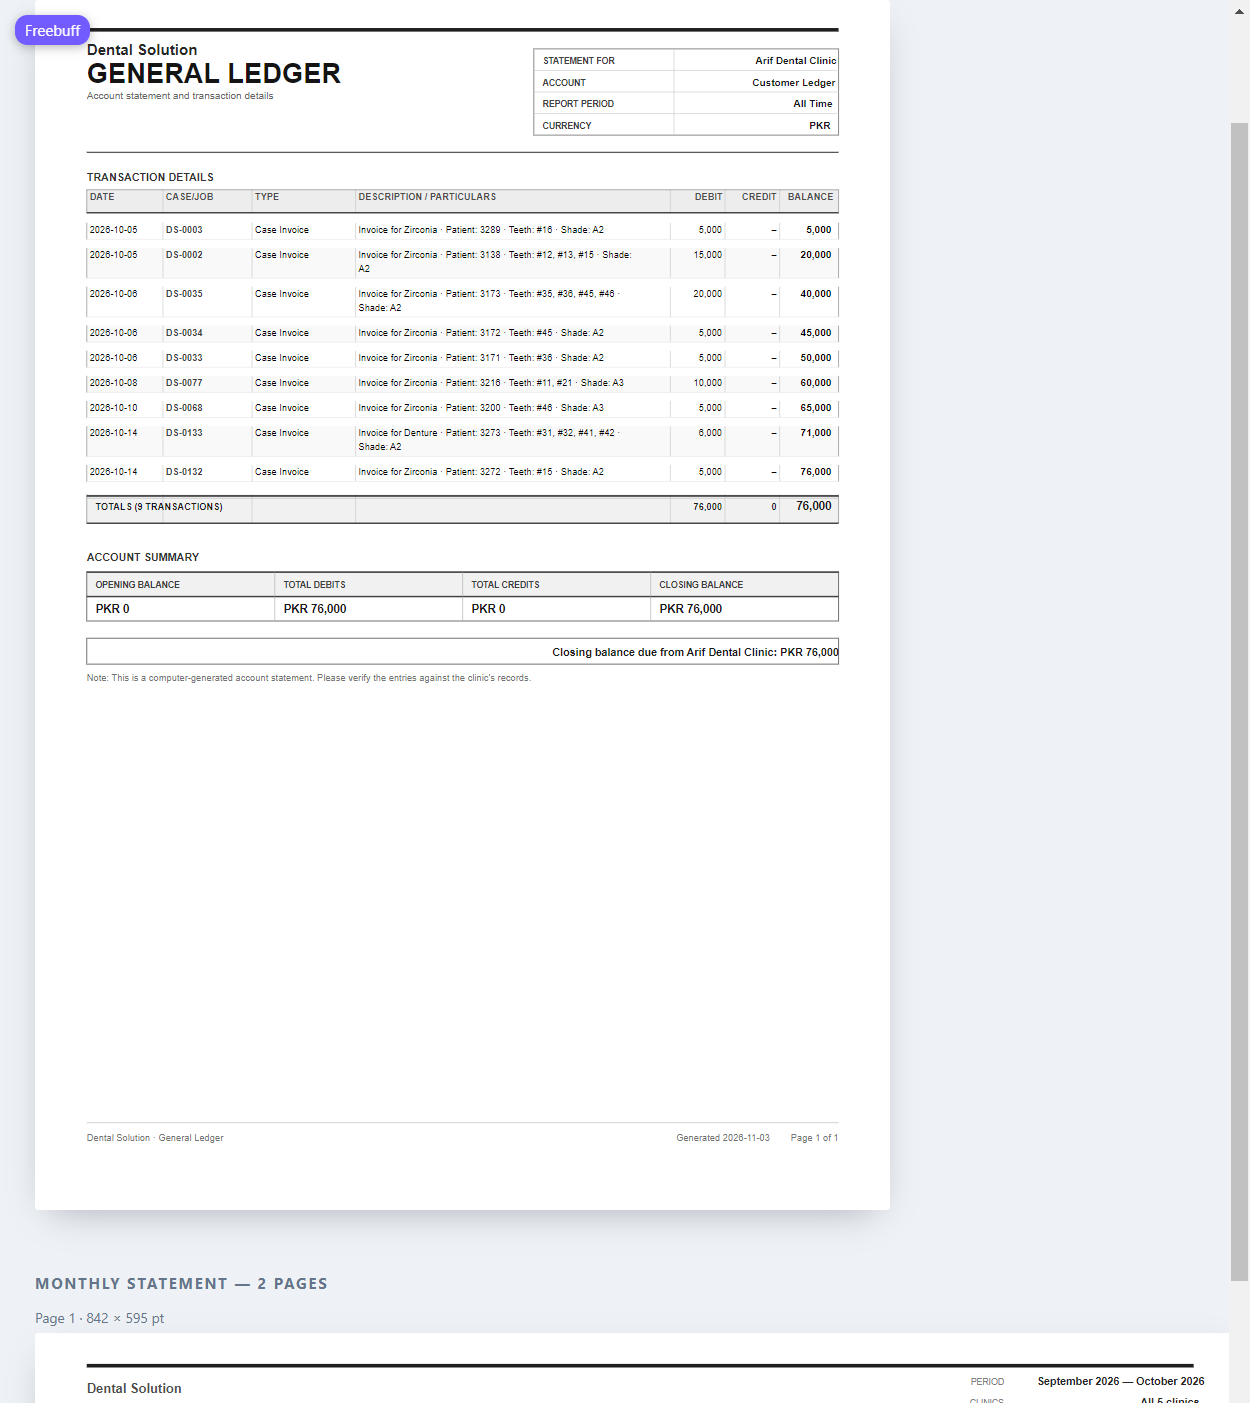 Freebuff
Dental Solution
GENERAL LEDGER
Account statement and transaction details
STATEMENT FOR Arif Dental Clinic
ACCOUNT Customer Ledger
REPORT PERIOD All Time
CURRENCY PKR
TRANSACTION DETAILS
DATE CASE/JOB TYPE DESCRIPTION / PARTICULARS DEBIT CREDIT BALANCE
2026-10-05 DS-0003 Case Invoice Invoice for Zirconia · Patient: 3289 · Teeth: #16 · Shade: A2 5,000 – 5,000
2026-10-05 DS-0002 Case Invoice Invoice for Zirconia · Patient: 3138 · Teeth: #12, #13, #15 · Shade: 15,000 – 20,000
A2
2026-10-06 DS-0035 Case Invoice Invoice for Zirconia · Patient: 3173 · Teeth: #35, #36, #45, #46 · 20,000 – 40,000
Shade: A2
2026-10-06 DS-0034 Case Invoice Invoice for Zirconia · Patient: 3172 · Teeth: #45 · Shade: A2 5,000 – 45,000
2026-10-06 DS-0033 Case Invoice Invoice for Zirconia · Patient: 3171 · Teeth: #36 · Shade: A2 5,000 – 50,000
2026-10-08 DS-0077 Case Invoice Invoice for Zirconia · Patient: 3216 · Teeth: #11, #21 · Shade: A3 10,000 – 60,000
2026-10-10 DS-0068 Case Invoice Invoice for Zirconia · Patient: 3200 · Teeth: #46 · Shade: A3 5,000 – 65,000
2026-10-14 DS-0133 Case Invoice Invoice for Denture · Patient: 3273 · Teeth: #31, #32, #41, #42 · 6,000 – 71,000
Shade: A2
2026-10-14 DS-0132 Case Invoice Invoice for Zirconia · Patient: 3272 · Teeth: #15 · Shade: A2 5,000 – 76,000
TOTALS (9 TRANSACTIONS) 76,000 0 76,000
ACCOUNT SUMMARY
OPENING BALANCE TOTAL DEBITS TOTAL CREDITS CLOSING BALANCE
PKR 0 PKR 76,000 PKR 0 PKR 76,000
Closing balance due from Arif Dental Clinic: PKR 76,000
Note: This is a computer-generated account statement. Please verify the entries against the clinic's records.
Dental Solution · General Ledger Generated 2026-11-03 Page 1 of 1
MONTHLY STATEMENT — 2 PAGES
Page 1 · 842 × 595 pt
PERIOD September 2026 — October 2026
Dental Solution
CLINICS All 5 clinics